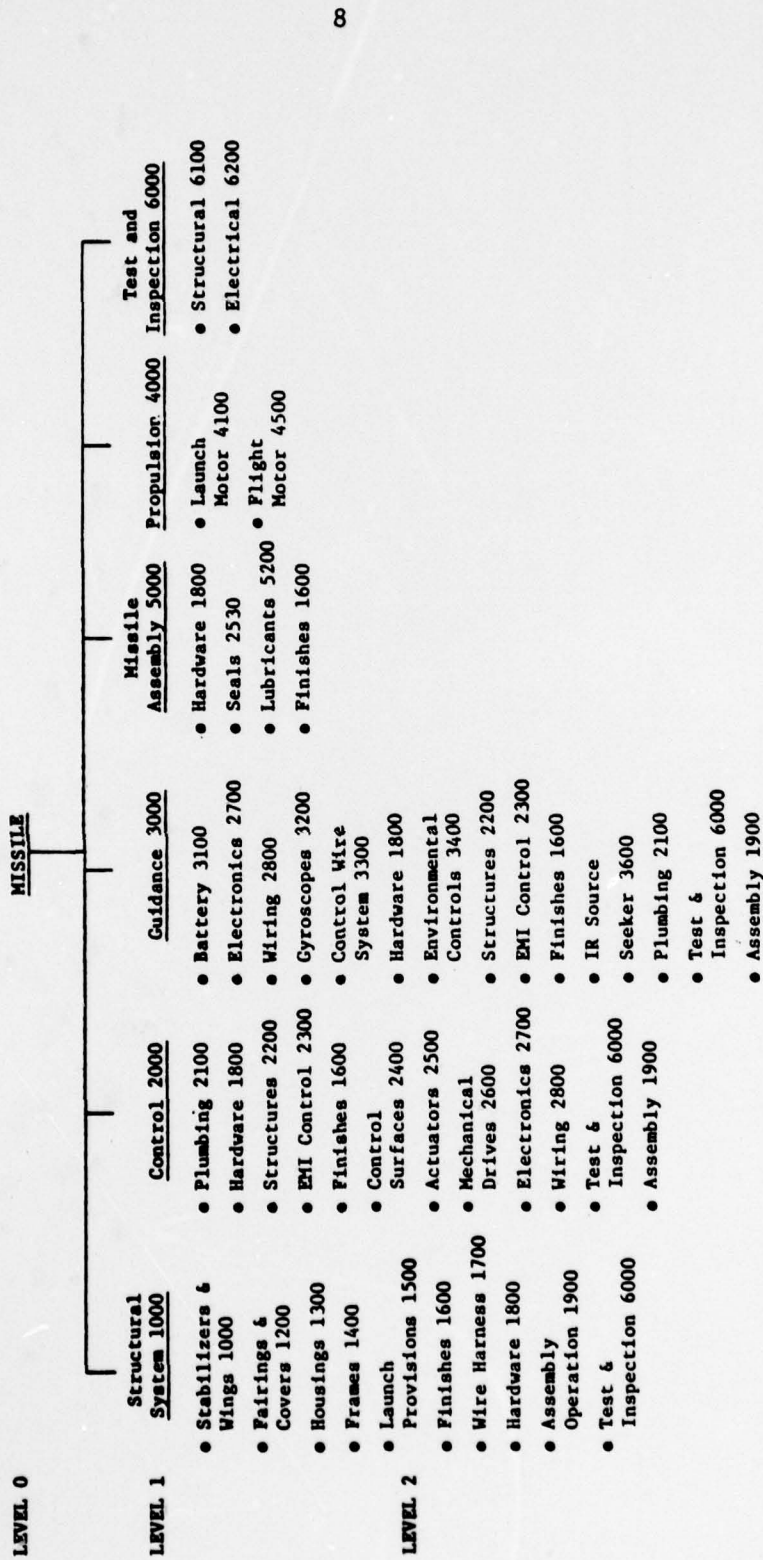 8
LEVEL 0
MISSILE
LEVEL 1
Structural
System 1000
Control 2000
Guidance 3000
Missile
Assembly 5000
Propulsion 4000
Test and
Inspection 6000
LEVEL 2
• Stabilizers &
Wings 1000
• Fairings &
Covers 1200
• Housings 1300
• Frames 1400
• Launch
Provisions 1500
• Finishes 1600
• Wire Harness 1700
• Hardware 1800
• Assembly
Operation 1900
• Test &
Inspection 6000
• Plumbing 2100
• Hardware 1800
• Structures 2200
• EMI Control 2300
• Finishes 1600
• Control
Surfaces 2400
• Actuators 2500
• Mechanical
Drives 2600
• Electronics 2700
• Wiring 2800
• Test &
Inspection 6000
• Assembly 1900
• Battery 3100
• Electronics 2700
• Wiring 2800
• Gyroscopes 3200
• Control Wire
System 3300
• Hardware 1800
• Environmental
Controls 3400
• Structures 2200
• EMI Control 2300
• Finishes 1600
• IR Source
• Seeker 3600
• Plumbing 2100
• Test &
Inspection 6000
• Assembly 1900
• Hardware 1800
• Seals 2530
• Lubricants 5200
• Finishes 1600
• Launch
Motor 4100
• Flight
Motor 4500
• Structural 6100
• Electrical 6200